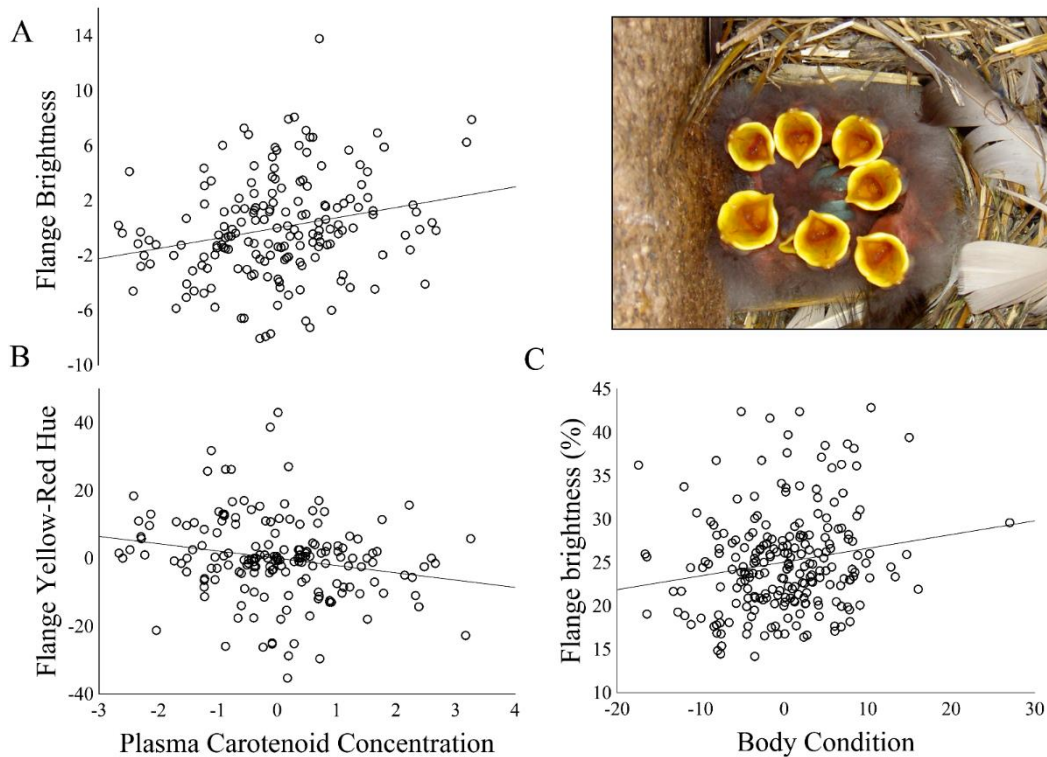 A
14
10
6
2
-2
-6
-10
Flange Brightness
B
40
20
0
-20
-40
Flange Yellow-Red Hue
-3 -2 -1 0 1 2 3 4
Plasma Carotenoid Concentration
C
45
40
35
30
25
20
15
10
Flange brightness (%)
-20 -10 0 10 20 30
Body Condition